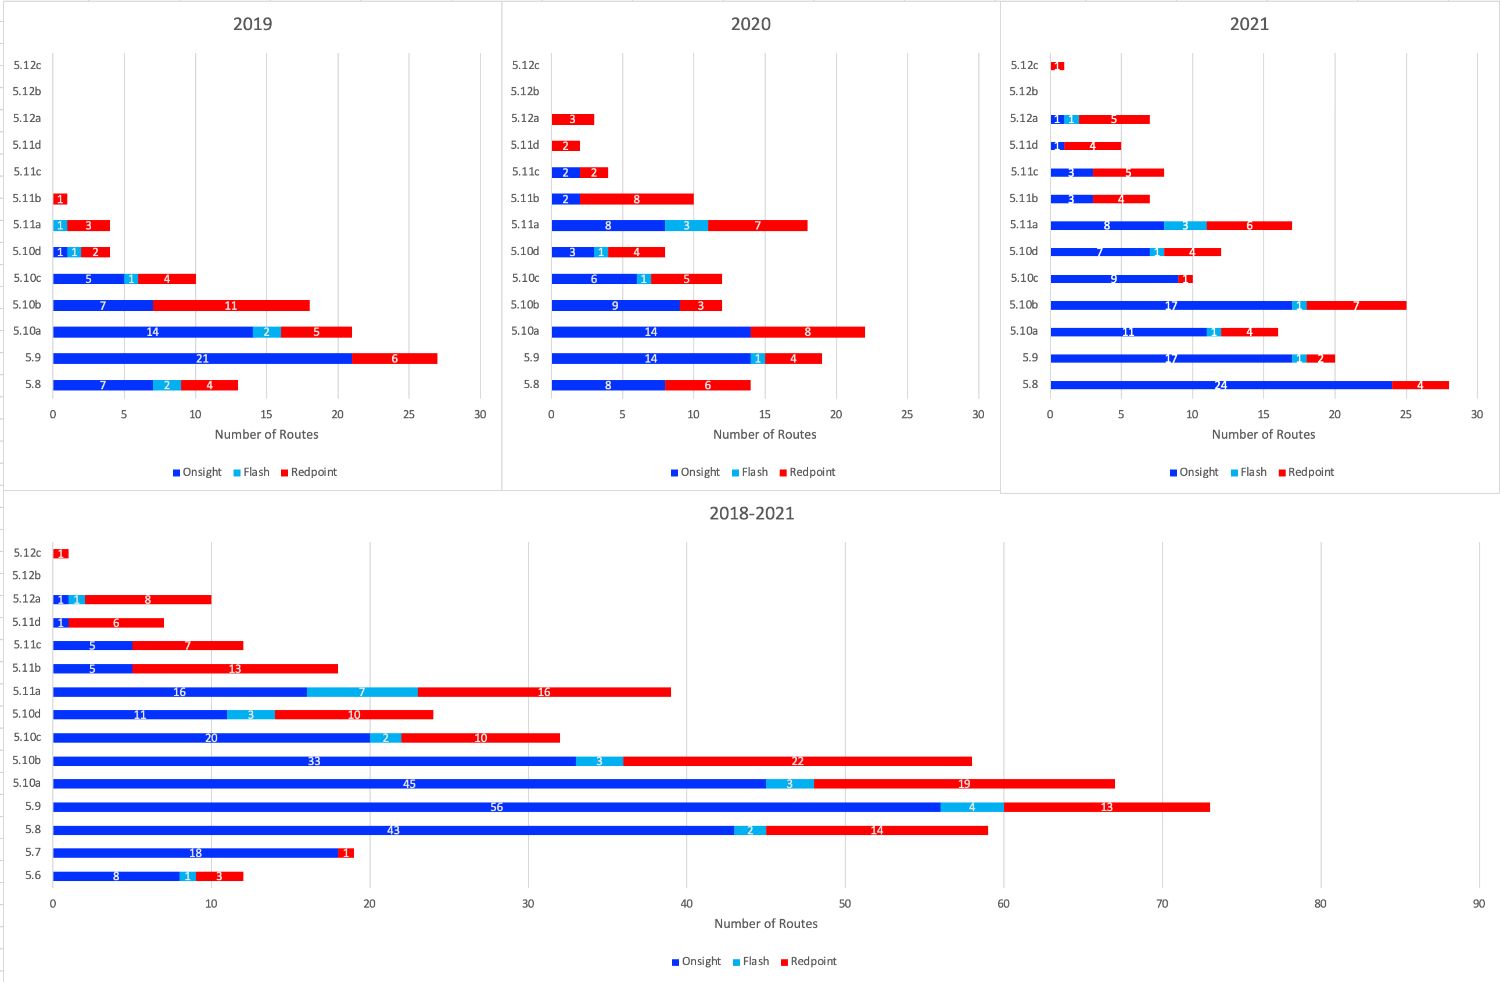 2019
5.12c
5.12b
5.12a 3
5.11d
5.11c
5.11b 1
5.11a 1 3
5.10d 1 1 2
5.10c 5 1 4
5.10b 7 11
5.10a 14 2 5
5.9 21 6
5.8 7 2 4
0 5 10 15 20 25 30
Number of Routes
Onsight Flash Redpoint
2020
5.12c
5.12b
5.12a 3
5.11d 2
5.11c 2 2
5.11b 2 8
5.11a 8 3 7
5.10d 3 1 4
5.10c 6 1 5
5.10b 9 3
5.10a 14 8
5.9 14 1 4
5.8 8 6
0 5 10 15 20 25 30
Number of Routes
Onsight Flash Redpoint
2021
5.12c 1
5.12b
5.12a 1 1 5
5.11d 1 4
5.11c 3 5
5.11b 3 4
5.11a 8 3 6
5.10d 7 1 4
5.10c 9 1
5.10b 17 1 7
5.10a 11 1 4
5.9 17 1 2
5.8 24 4
0 5 10 15 20 25 30
Number of Routes
Onsight Flash Redpoint
2018-2021
5.12c 1
5.12b
5.12a 1 1 8
5.11d 1 6
5.11c 5 7
5.11b 5 13
5.11a 16 7 16
5.10d 11 3 10
5.10c 20 2 10
5.10b 33 3 22
5.10a 45 3 19
5.9 56 4 13
5.8 43 2 14
5.7 18 1
5.6 8 1 3
0 10 20 30 40 50 60 70 80 90
Number of Routes
Onsight Flash Redpoint